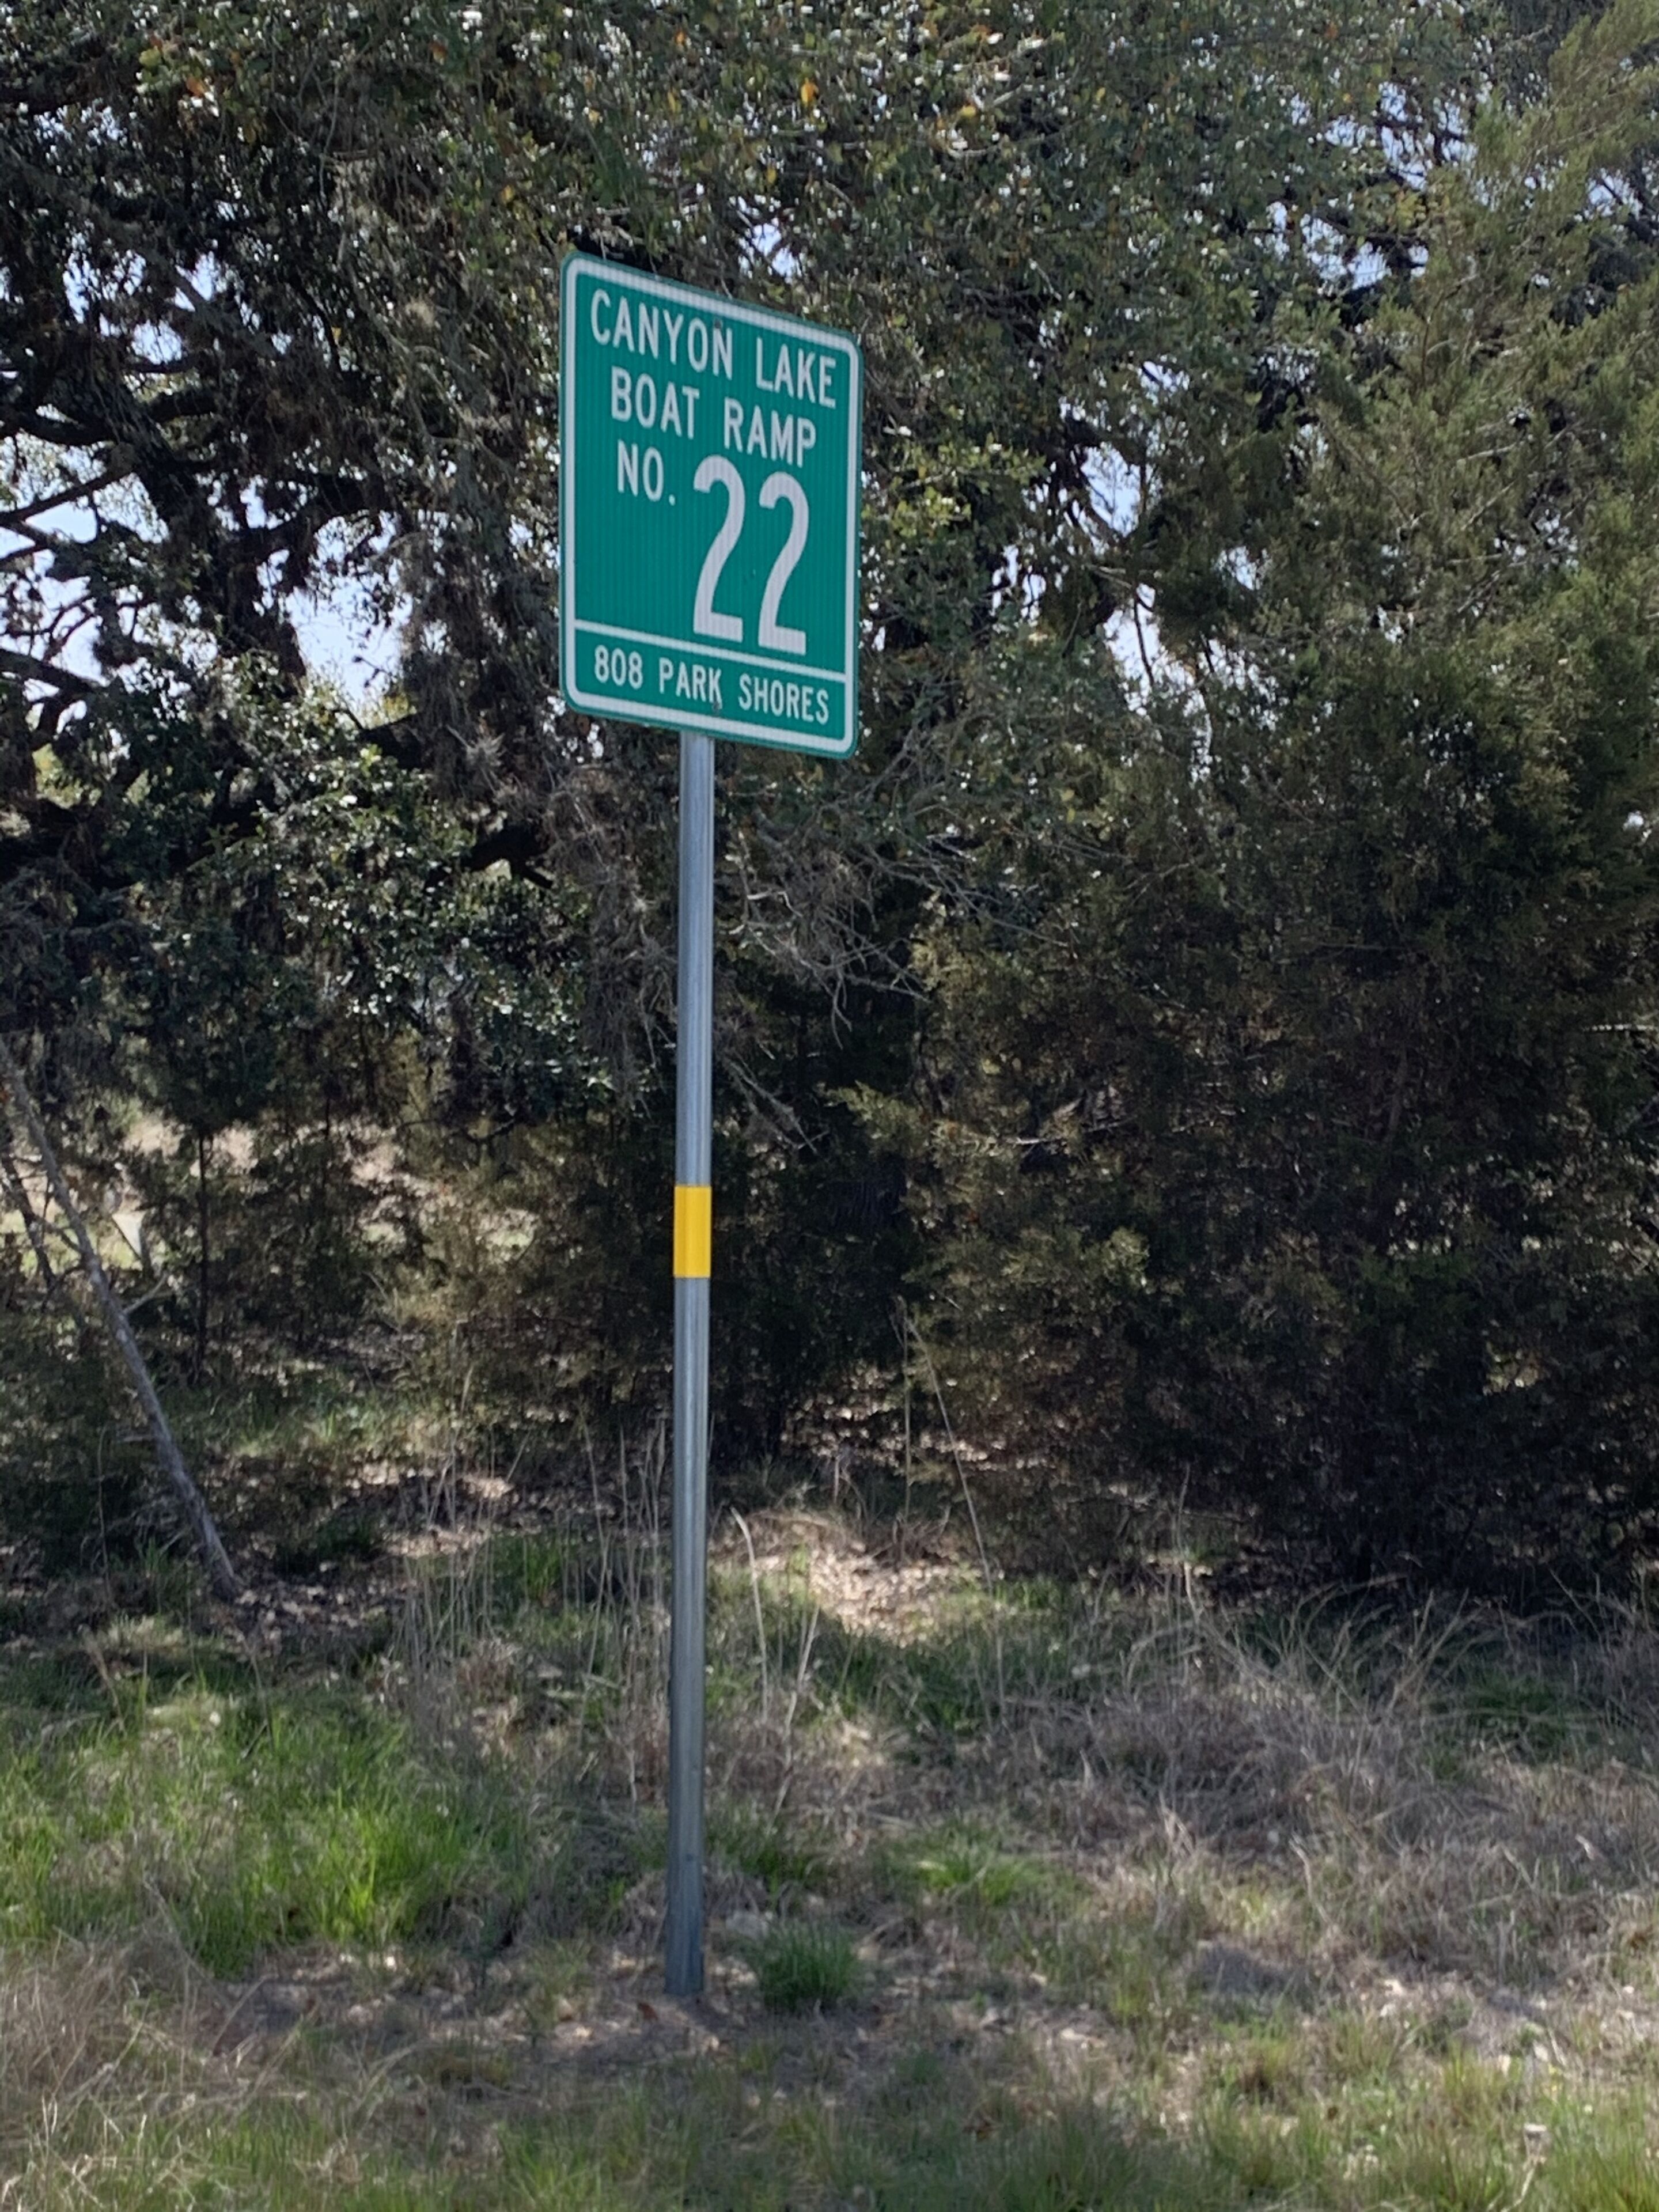 CANYON LAKE
BOAT RAMP
NO. 22
808 PARK SHORES